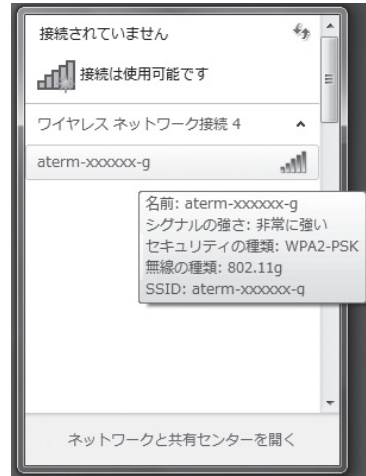 接続されていません
接続は使用可能です
ワイヤレス ネットワーク接続 4
aterm-xxxxxx-g
名前: aterm-xxxxxx-g
シグナルの強さ: 非常に強い
セキュリティの種類: WPA2-PSK
無線の種類: 802.11g
SSID: aterm-xxxxxx-g
ネットワークと共有センターを開く